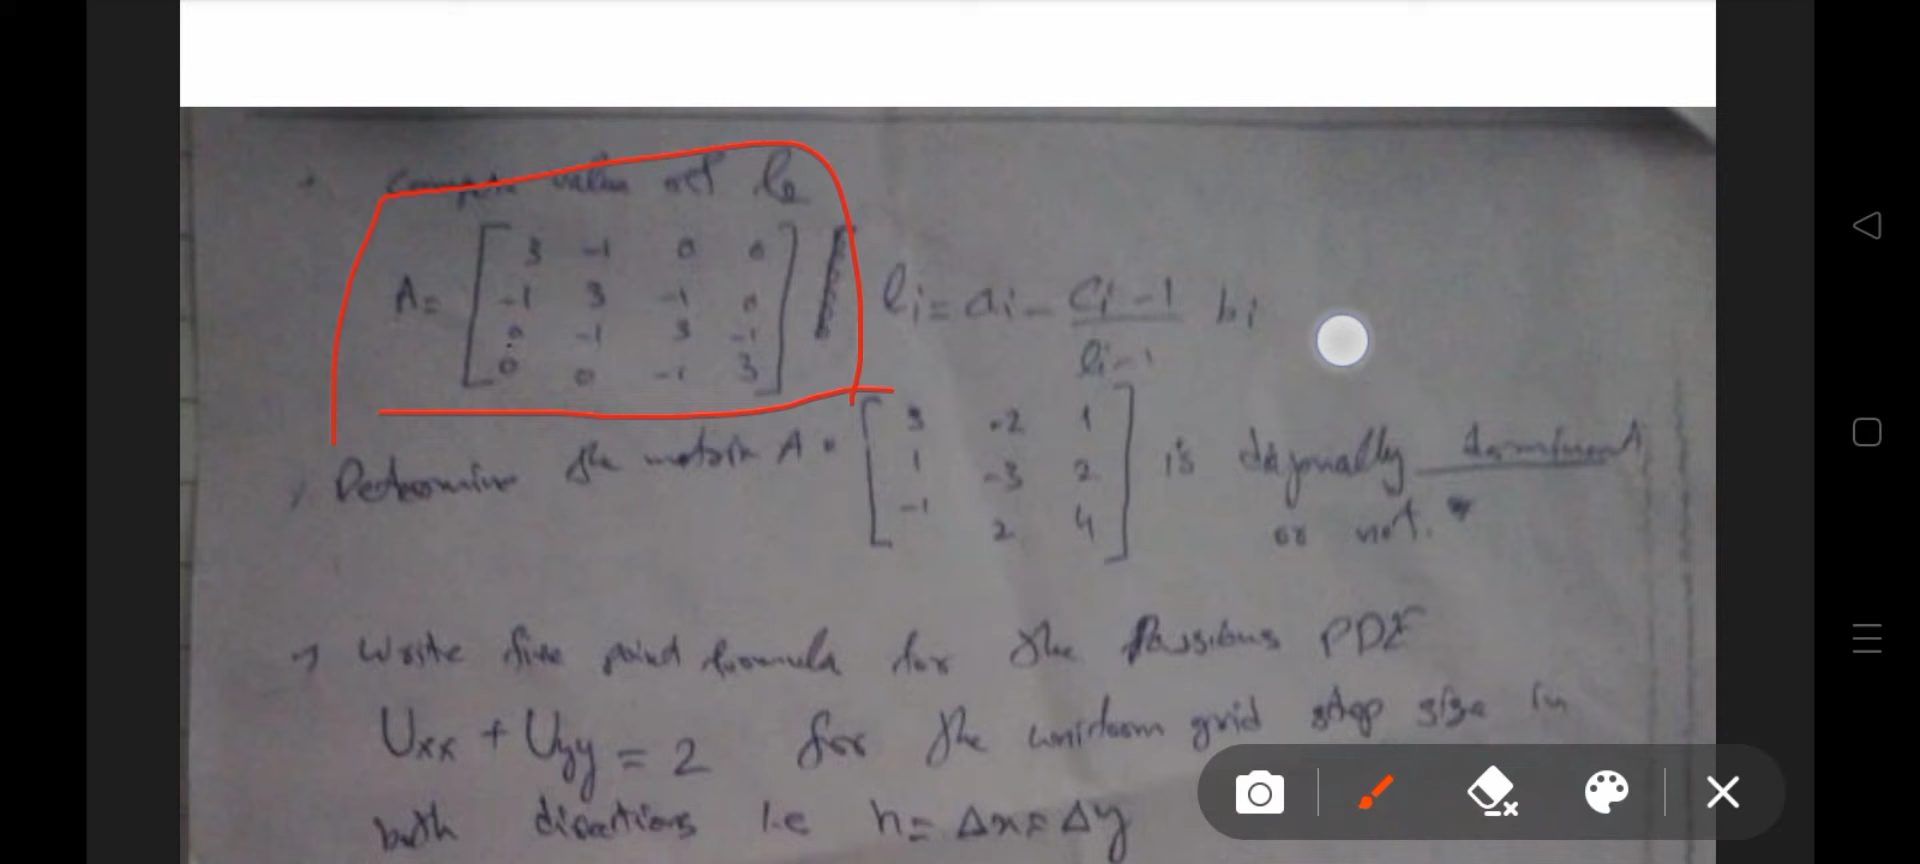 Compute value of l₂
A = [ 3 -1 0 0
-1 3 -1 0
0 -1 3 -1
0 0 -1 3 ]
li = ai - ci-1 / li-1 bi
Determine the matrix A = [ 3 -2 1
1 -3 2
-1 2 4 ] is diagonally dominant
or not.
→ Write five point formula for the PDE
Uxx + Uyy = 2 for the uniform grid step size in
both directions i.e h = Δx = Δy